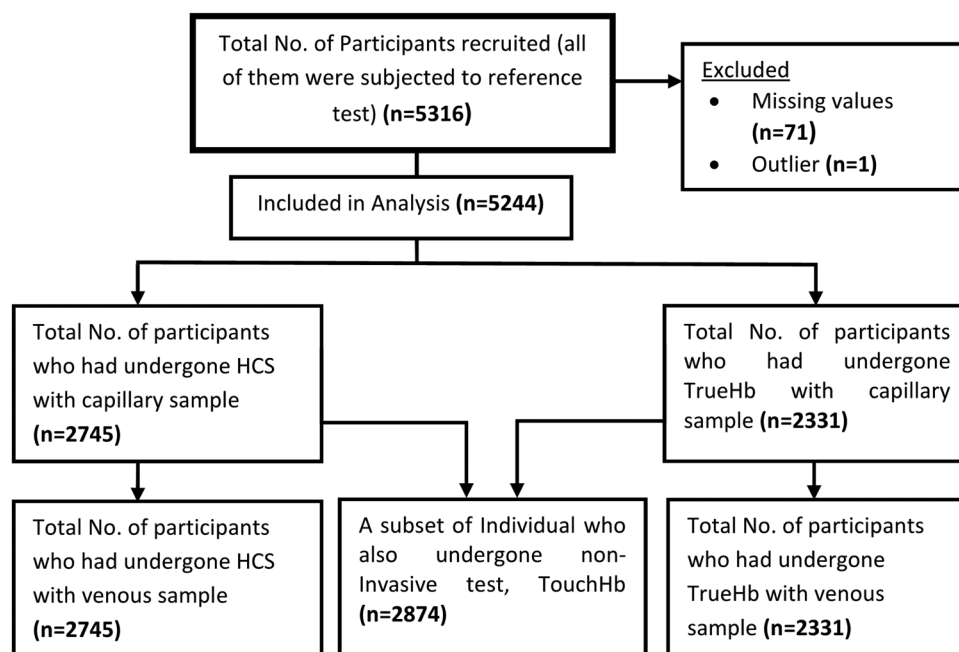 Total No. of Participants recruited (all
of them were subjected to reference
test) (n=5316)
Excluded
• Missing values
(n=71)
• Outlier (n=1)
Included in Analysis (n=5244)
Total No. of participants
who had undergone HCS
with capillary sample
(n=2745)
Total No. of participants
who had undergone
TrueHb with capillary
sample (n=2331)
Total No. of participants
who had undergone HCS
with venous sample
(n=2745)
A subset of Individual who
also undergone non-
Invasive test, TouchHb
(n=2874)
Total No. of participants
who had undergone
TrueHb with venous
sample (n=2331)